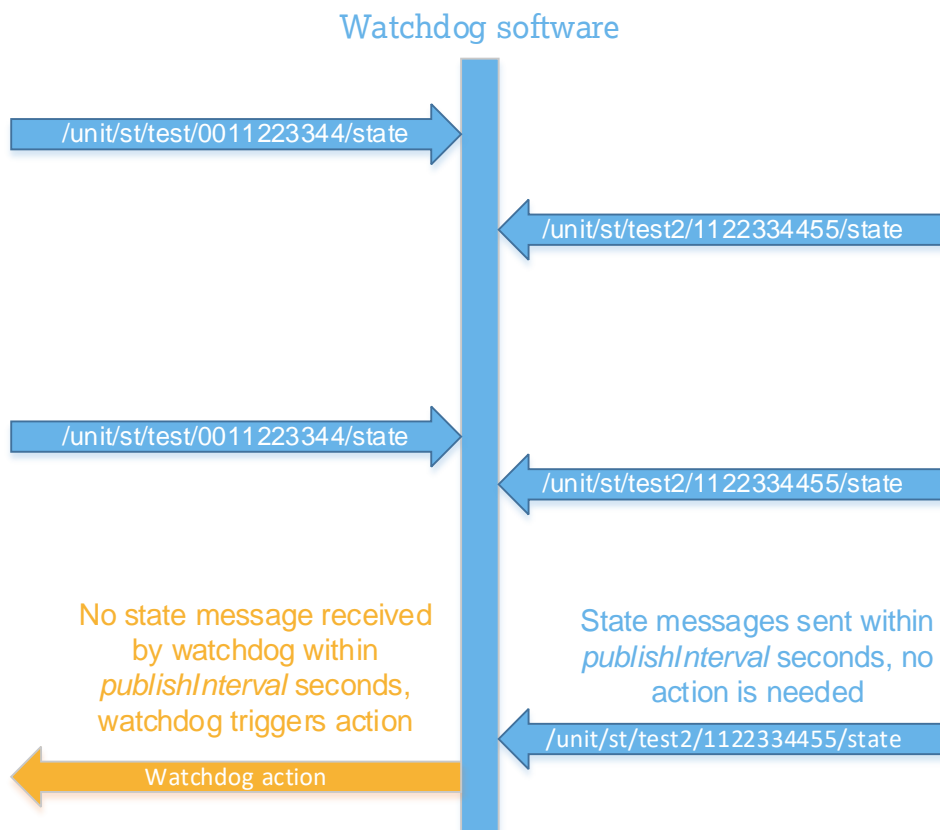 Watchdog software
/unit/st/test/0011223344/state
/unit/st/test2/1122334455/state
/unit/st/test/0011223344/state
/unit/st/test2/1122334455/state
No state message received
by watchdog within
publishInterval seconds,
watchdog triggers action
State messages sent within
publishInterval seconds, no
action is needed
/unit/st/test2/1122334455/state
Watchdog action